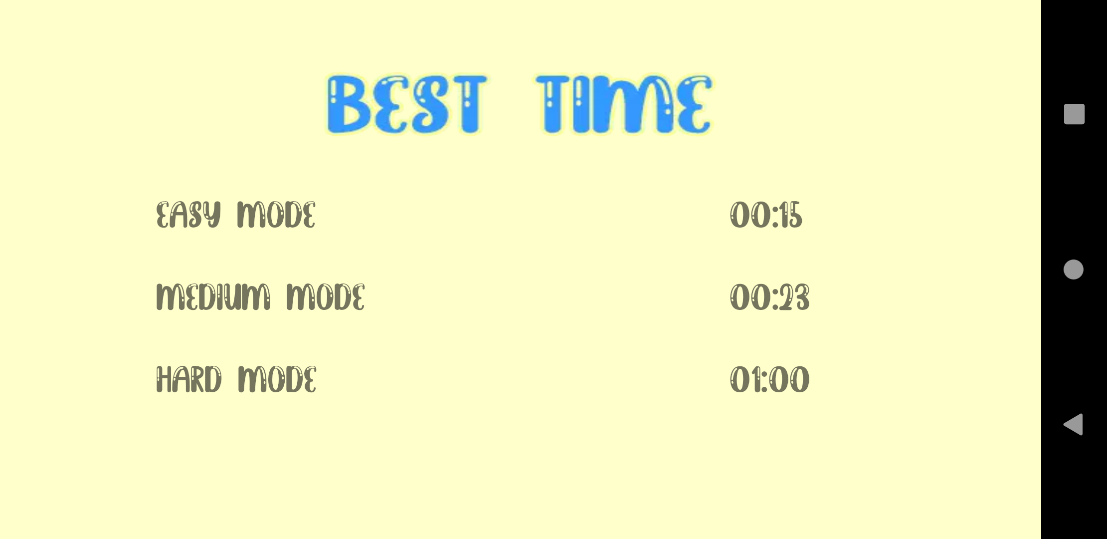 BEST TIME
EASY MODE 00:15
MEDIUM MODE 00:23
HARD MODE 01:00